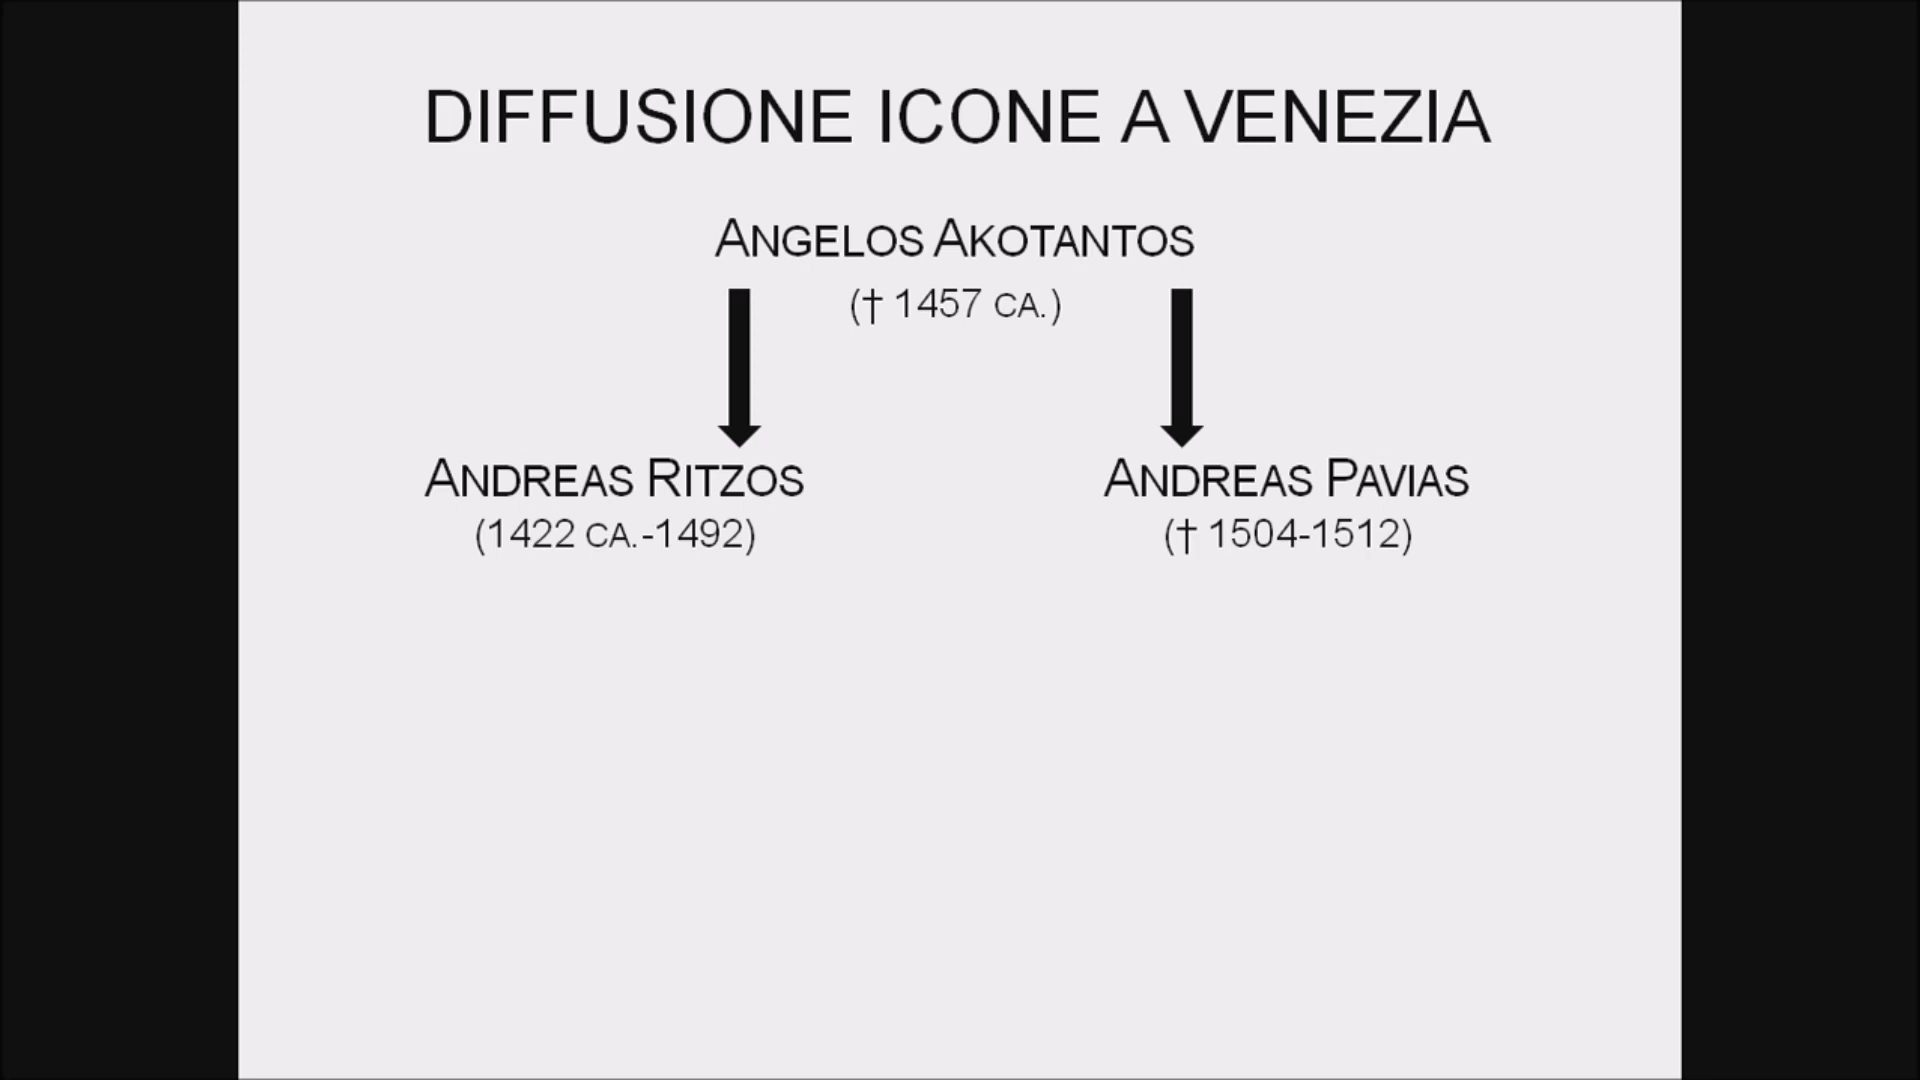 DIFFUSIONE ICONE A VENEZIA
ANGELOS AKOTANTOS
(† 1457 CA.)
ANDREAS RITZOS
(1422 CA.-1492)
ANDREAS PAVIAS
(† 1504-1512)